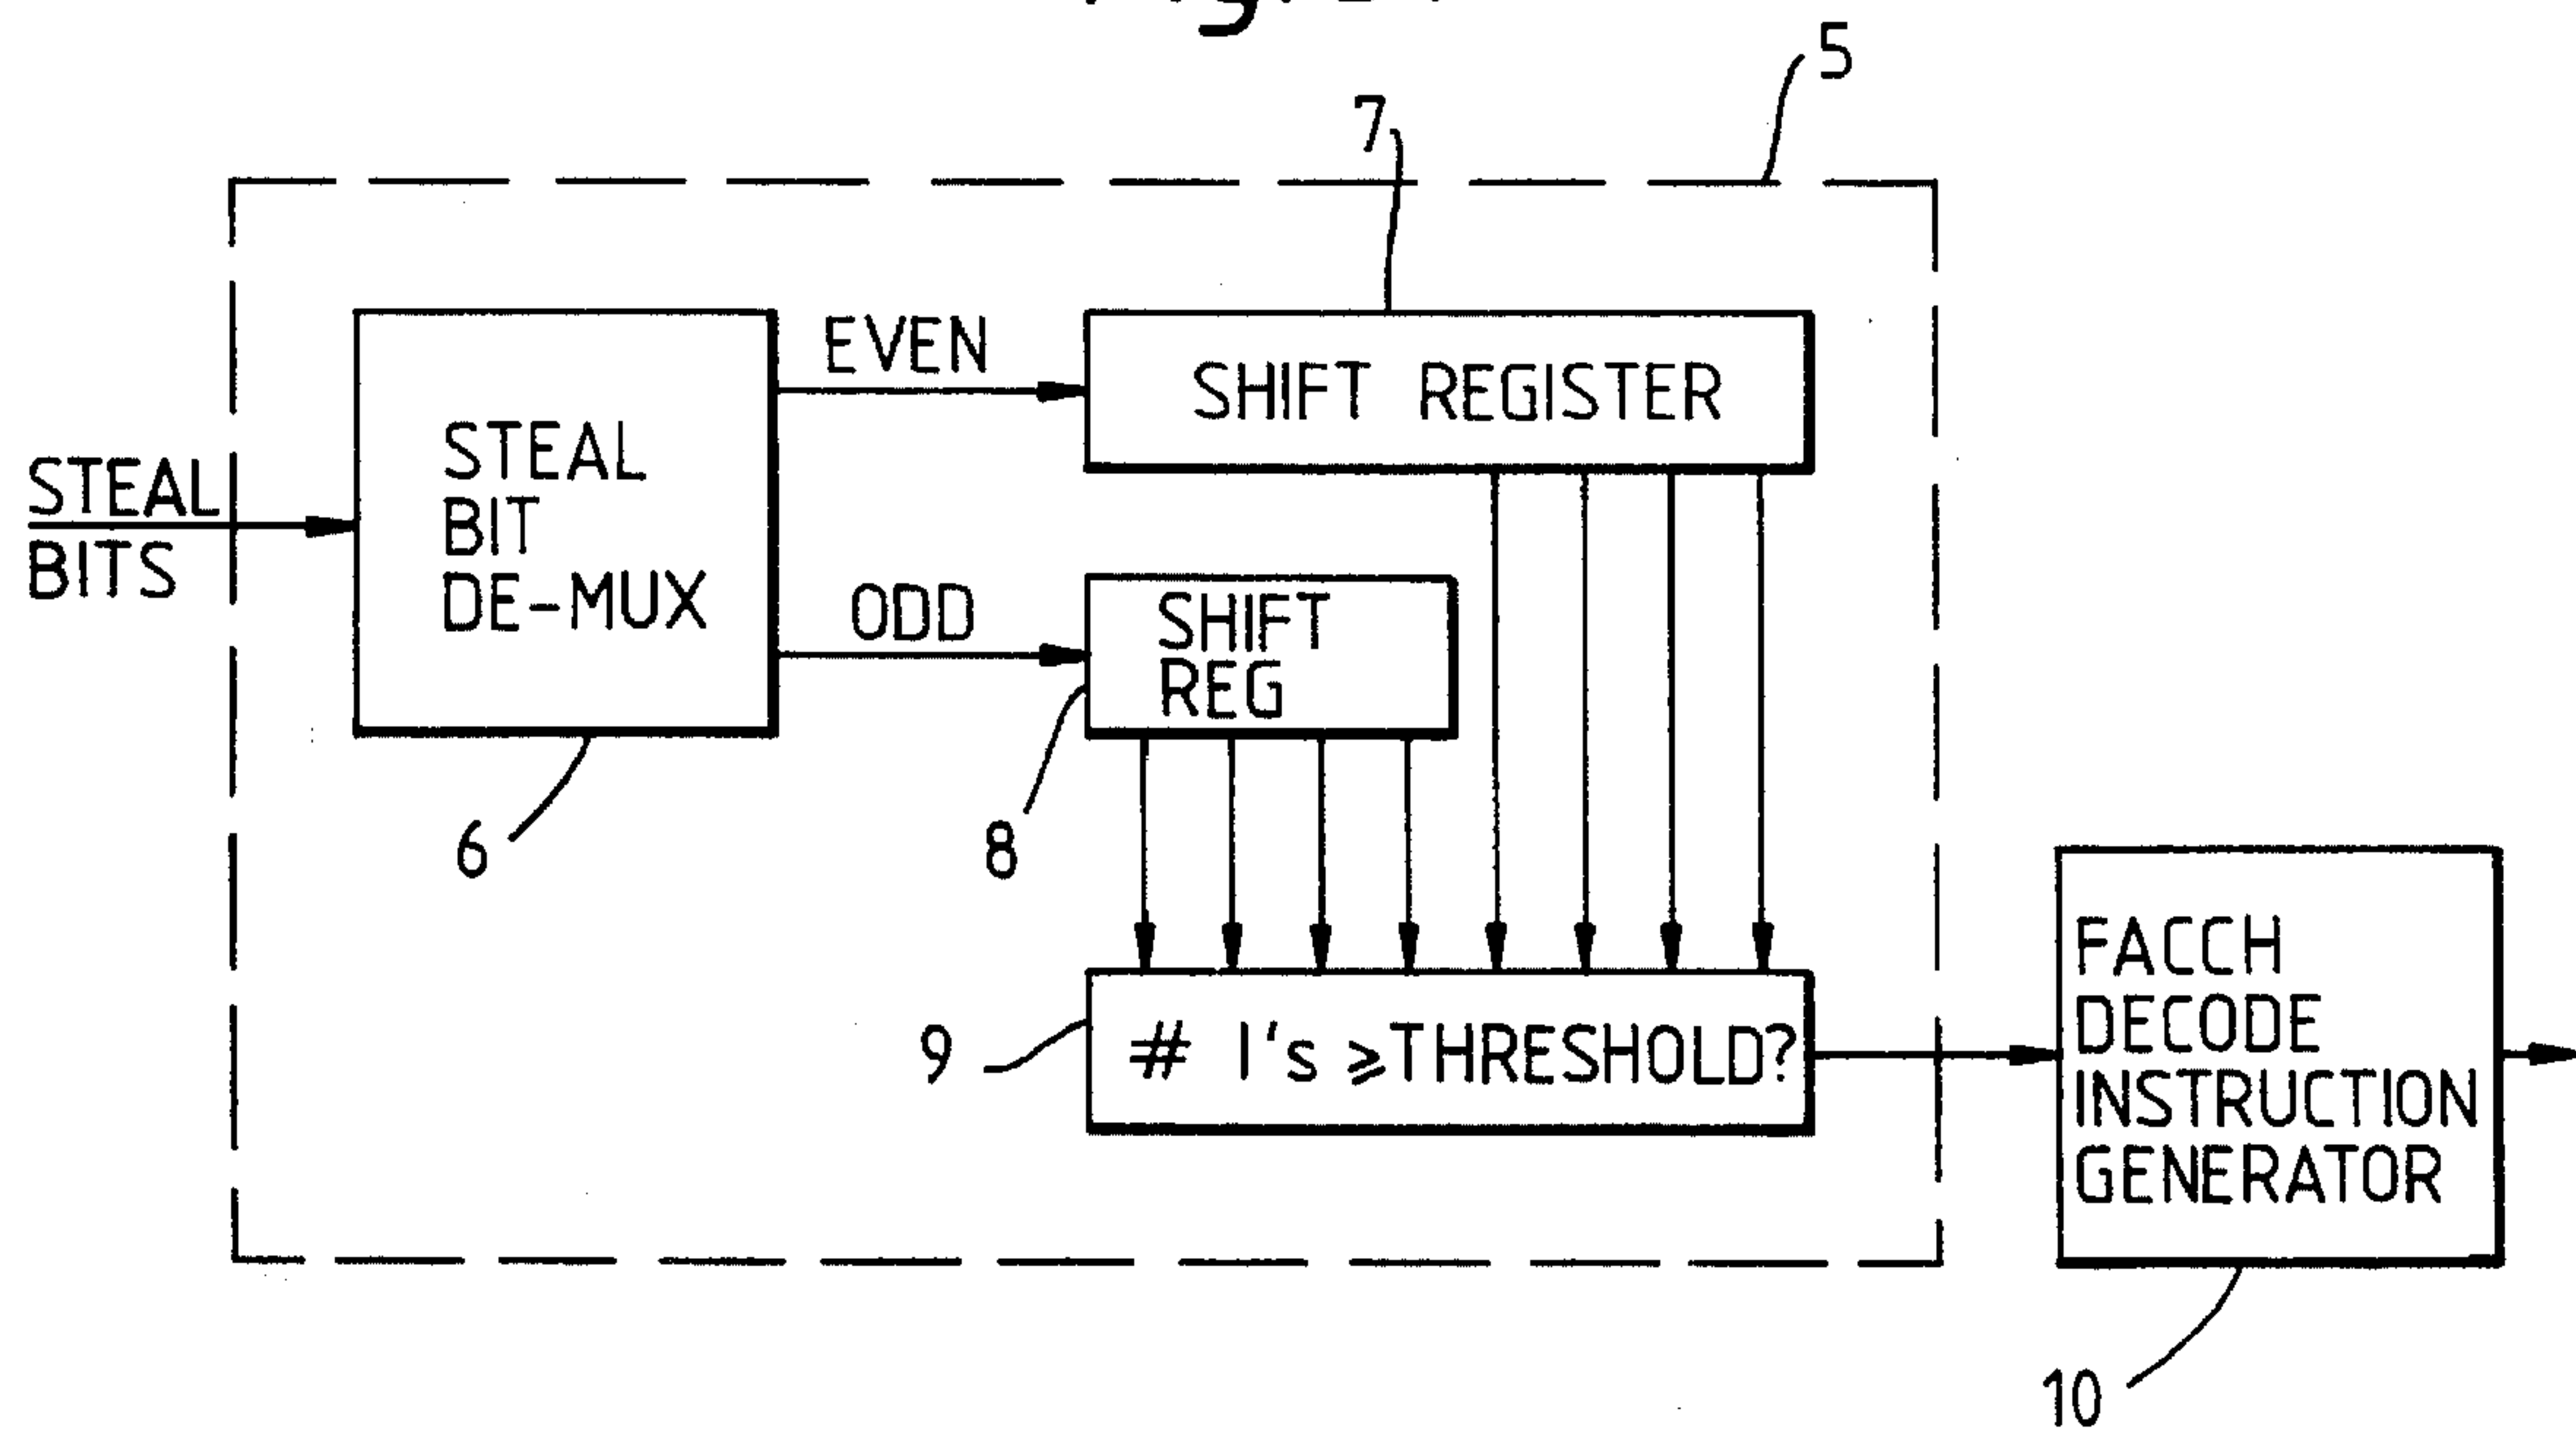 5
7
EVEN
SHIFT REGISTER
STEAL
BIT
DE-MUX
STEAL
BITS
ODD
SHIFT
REG
6
8
9
# 1's ⩾THRESHOLD?
FACCH
DECODE
INSTRUCTION
GENERATOR
10